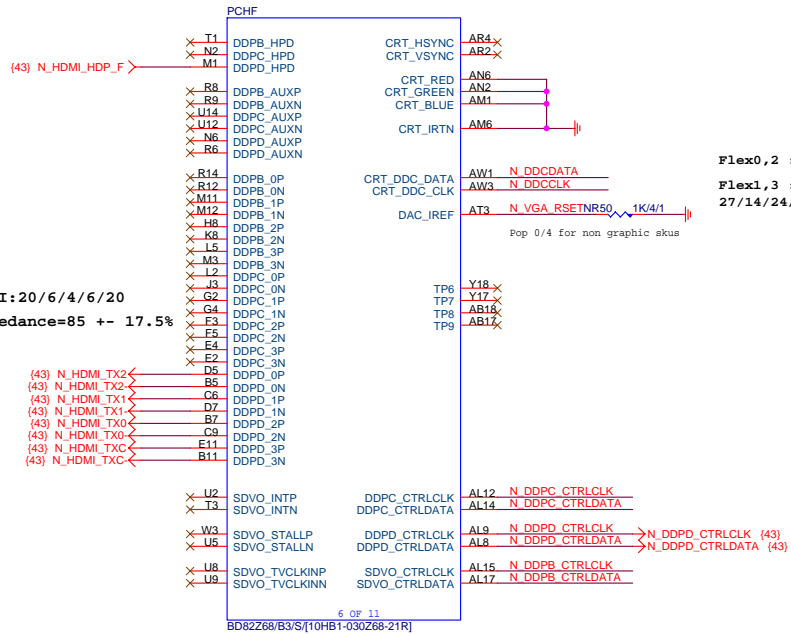 PCHF
T1 DDPB_HPD CRT_HSYNC AR4
N2 DDPC_HPD CRT_VSYNC AR2
{43} N_HDMI_HDP_F M1 DDPD_HPD
CRT_RED AN6
R8 DDPB_AUXP CRT_GREEN AN2
R9 DDPB_AUXN CRT_BLUE AM1
U14 DDPC_AUXP
U12 DDPC_AUXN CRT_IRTN AM6
N6 DDPD_AUXP
R6 DDPD_AUXN
Flex0,2
R14 DDPB_0P CRT_DDC_DATA AW1 N_DDCDATA
R12 DDPB_0N CRT_DDC_CLK AW3 N_DDCCLK
Flex1,3
M11 DDPB_1P
27/14/24/
M12 DDPB_1N DAC_IREF AT3 N_VGA_RSET NR50 1K/4/1
H8 DDPB_2P
K8 DDPB_2N Pop 0/4 for non graphic skus
L5 DDPB_3P
M3 DDPB_3N
L2 DDPC_0P
J3 DDPC_0N TP6 Y18
I:20/6/4/6/20
G2 DDPC_1P TP7 Y17
G4 DDPC_1N TP8 AB18
edance=85 +- 17.5%
F3 DDPC_2P TP9 AB17
F5 DDPC_2N
E4 DDPC_3P
E2 DDPC_3N
{43} N_HDMI_TX2 D5 DDPD_0P
{43} N_HDMI_TX2- B5 DDPD_0N
{43} N_HDMI_TX1 C6 DDPD_1P
{43} N_HDMI_TX1- D7 DDPD_1N
{43} N_HDMI_TX0 B7 DDPD_2P
{43} N_HDMI_TX0- C9 DDPD_2N
{43} N_HDMI_TXC E11 DDPD_3P
{43} N_HDMI_TXC- B11 DDPD_3N
U2 SDVO_INTP DDPC_CTRLCLK AL12 N_DDPC_CTRLCLK
T3 SDVO_INTN DDPC_CTRLDATA AL14 N_DDPC_CTRLDATA
W3 SDVO_STALLP DDPD_CTRLCLK AL9 N_DDPD_CTRLCLK N_DDPD_CTRLCLK {43}
U5 SDVO_STALLN DDPD_CTRLDATA AL8 N_DDPD_CTRLDATA N_DDPD_CTRLDATA {43}
U8 SDVO_TVCLKINP SDVO_CTRLCLK AL15 N_DDPB_CTRLCLK
U9 SDVO_TVCLKINN SDVO_CTRLDATA AL17 N_DDPB_CTRLDATA
6 OF 11
BD82Z68/B3/S/[10HB1-030Z68-21R]